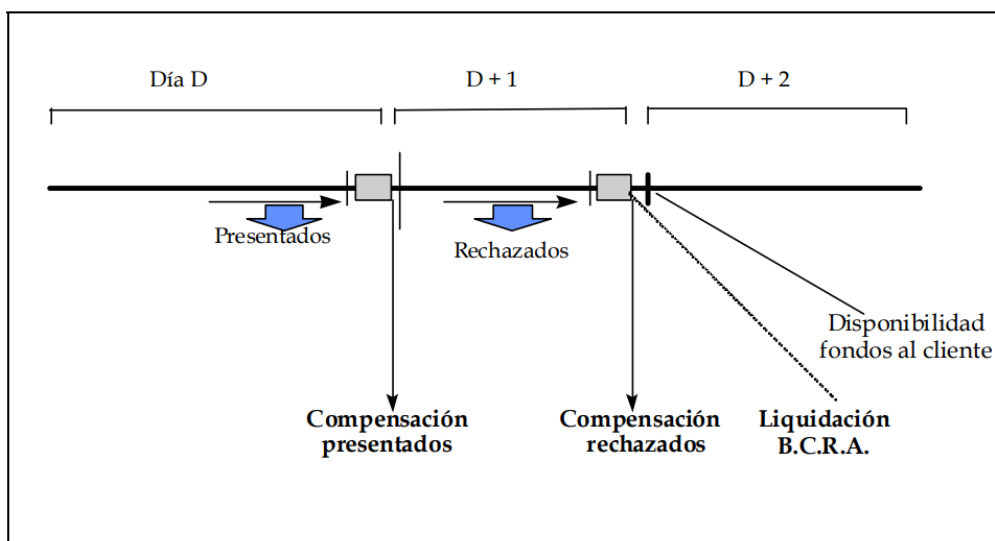 Día D
D + 1
D + 2
Presentados
Rechazados
Disponibilidad
fondos al cliente
Compensación
presentados
Compensación
rechazados
Liquidación
B.C.R.A.